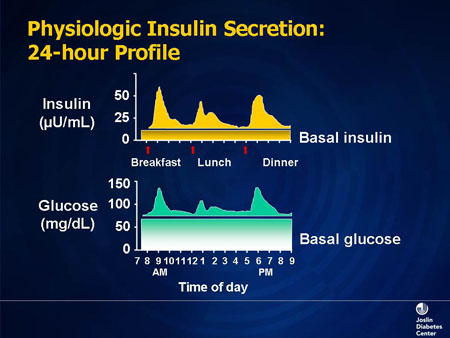 Physiologic Insulin Secretion:
24-hour Profile
Insulin
(µU/mL)
50
25
0
Basal insulin
Breakfast Lunch Dinner
Glucose
(mg/dL)
150
100
50
0
Basal glucose
7 8 9 10 11 12 1 2 3 4 5 6 7 8 9
AM PM
Time of day
Joslin
Diabetes
Center